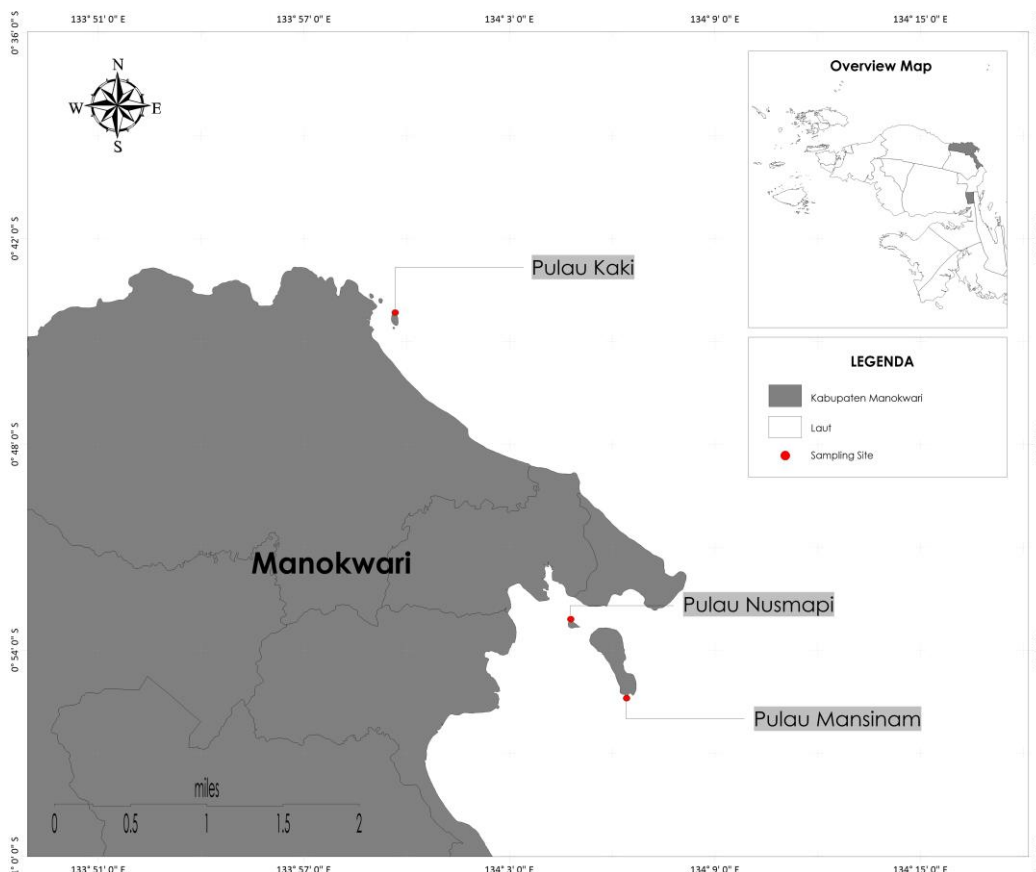 133° 51' 0" E
133° 57' 0" E
134° 3' 0" E
134° 9' 0" E
134° 15' 0" E
0° 36' 0" S
0° 42' 0" S
0° 48' 0" S
0° 54' 0" S
1° 0' 0" S
N
W
E
S
Overview Map
Pulau Kaki
LEGENDA
Kabupaten Manokwari
Laut
Sampling Site
Manokwari
Pulau Nusmapi
Pulau Mansinam
miles
0
0.5
1
1.5
2
133° 51' 0" E
133° 57' 0" E
134° 3' 0" E
134° 9' 0" E
134° 15' 0" E